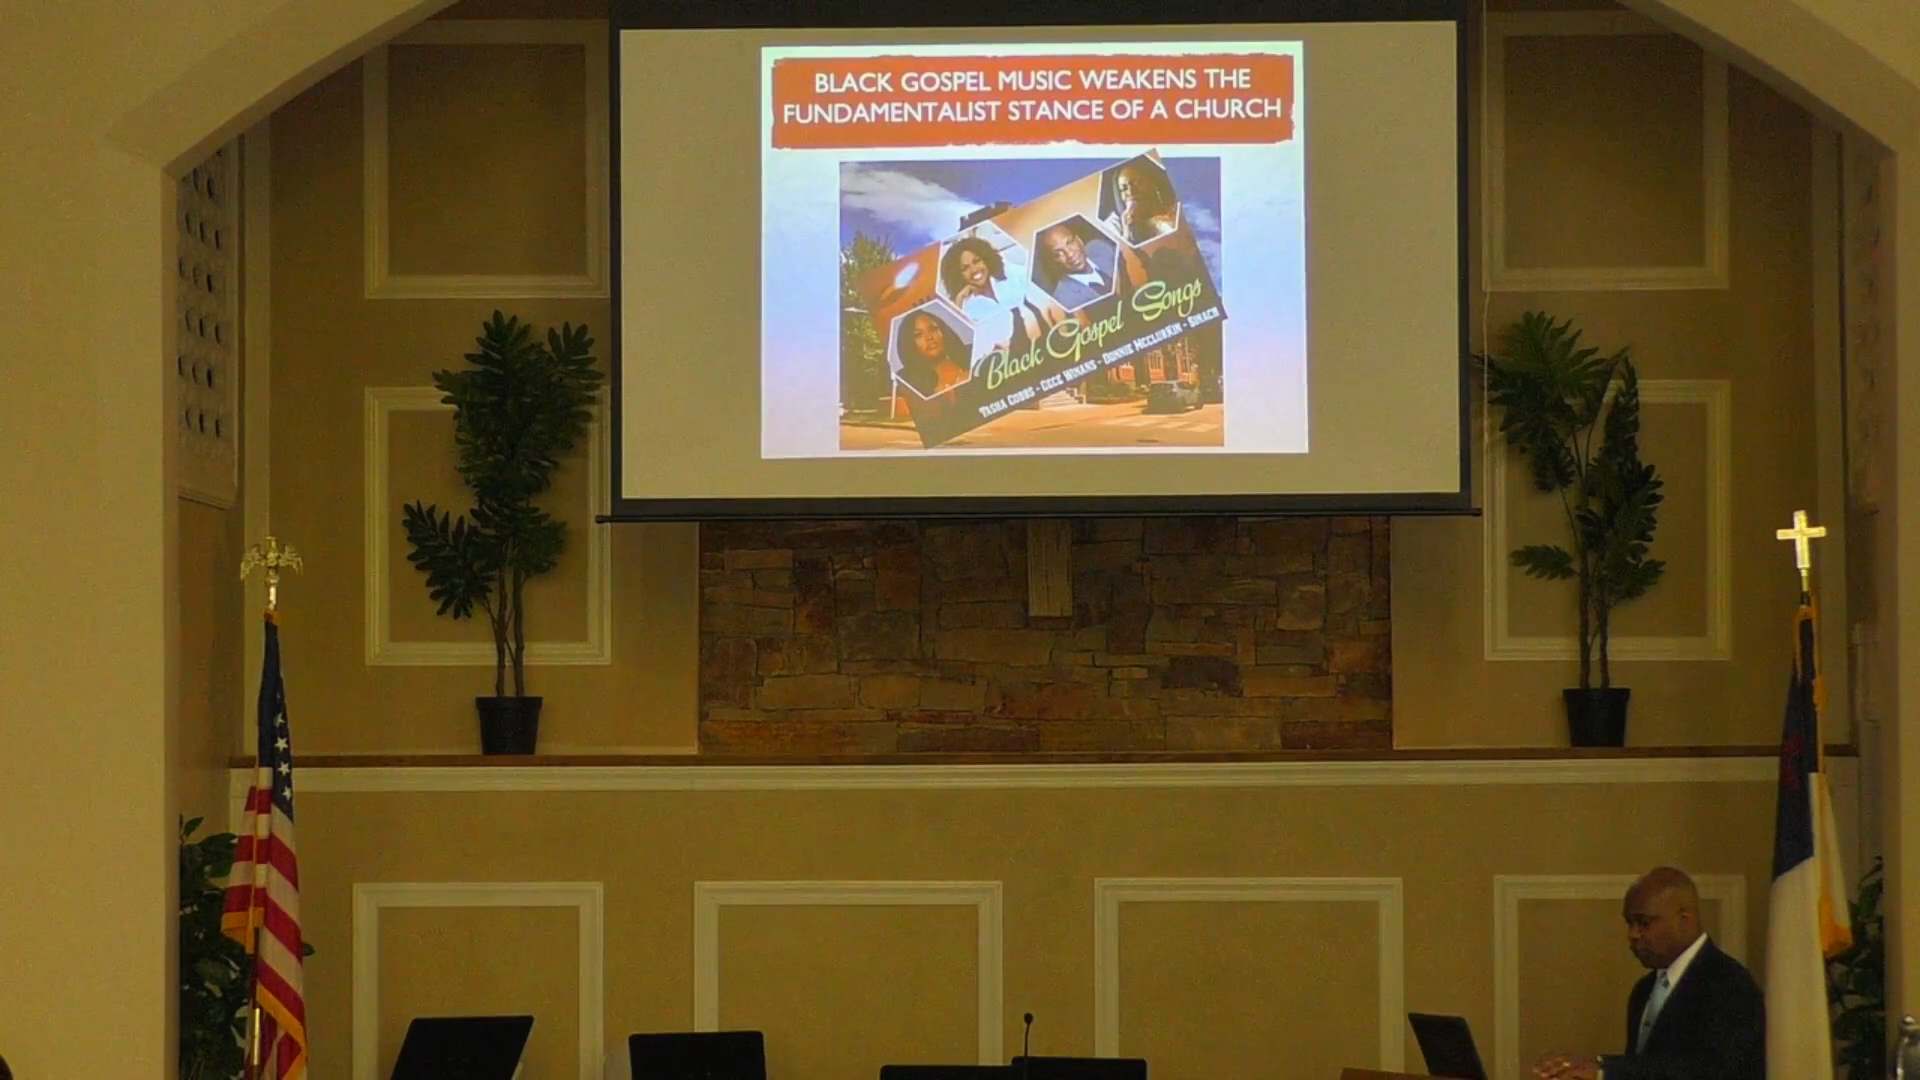 BLACK GOSPEL MUSIC WEAKENS THE
FUNDAMENTALIST STANCE OF A CHURCH
Black Gospel Songs
TASHA COBBS - CECE WINANS - DONNIE MCCLURKIN - SINACH